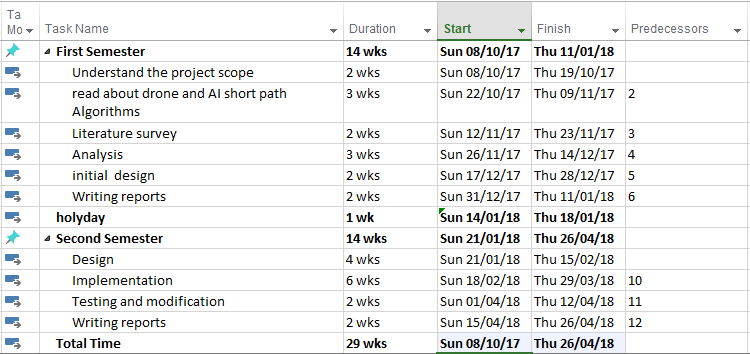 Ta
Mo Task Name Duration Start Finish Predecessors
First Semester 14 wks Sun 08/10/17 Thu 11/01/18
Understand the project scope 2 wks Sun 08/10/17 Thu 19/10/17
read about drone and AI short path 3 wks Sun 22/10/17 Thu 09/11/17 2
Algorithms
Literature survey 2 wks Sun 12/11/17 Thu 23/11/17 3
Analysis 3 wks Sun 26/11/17 Thu 14/12/17 4
initial design 2 wks Sun 17/12/17 Thu 28/12/17 5
Writing reports 2 wks Sun 31/12/17 Thu 11/01/18 6
holyday 1 wk Sun 14/01/18 Thu 18/01/18
Second Semester 14 wks Sun 21/01/18 Thu 26/04/18
Design 4 wks Sun 21/01/18 Thu 15/02/18
Implementation 6 wks Sun 18/02/18 Thu 29/03/18 10
Testing and modification 2 wks Sun 01/04/18 Thu 12/04/18 11
Writing reports 2 wks Sun 15/04/18 Thu 26/04/18 12
Total Time 29 wks Sun 08/10/17 Thu 26/04/18